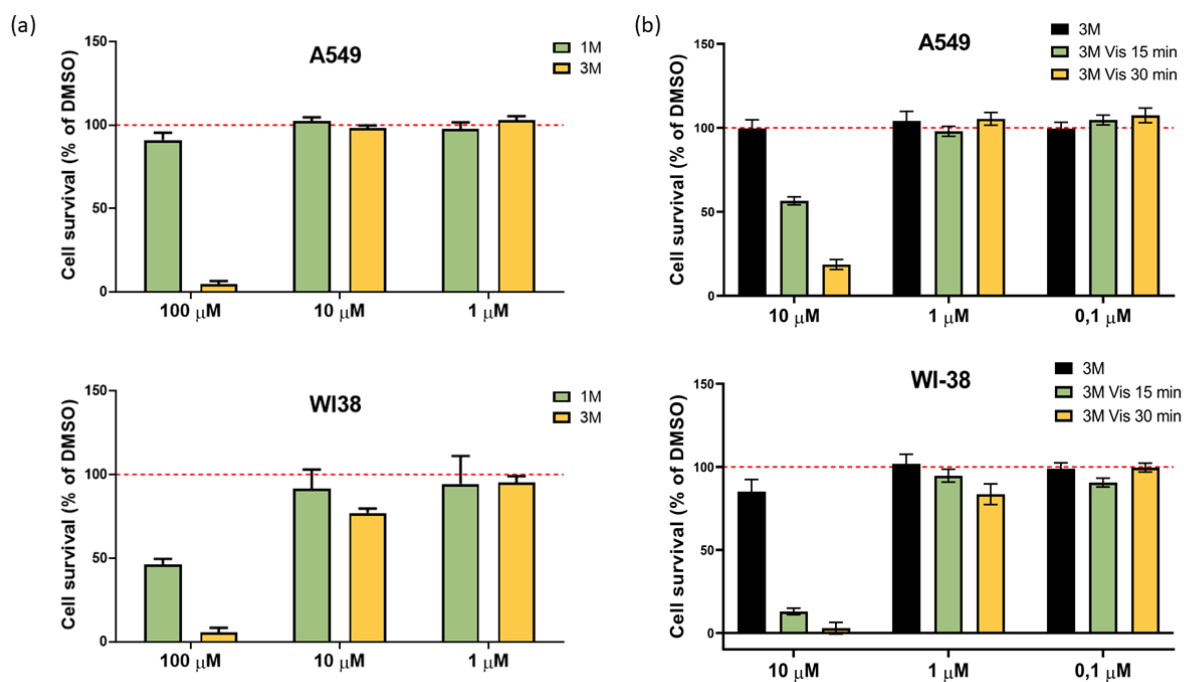 (a)
A549
1M
3M
Cell survival (% of DMSO)
150
100
50
0
100 μM
10 μM
1 μM
WI38
1M
3M
Cell survival (% of DMSO)
150
100
50
0
100 μM
10 μM
1 μM
(b)
A549
3M
3M Vis 15 min
3M Vis 30 min
Cell survival (% of DMSO)
150
100
50
0
10 μM
1 μM
0,1 μM
WI-38
3M
3M Vis 15 min
3M Vis 30 min
Cell survival (% of DMSO)
150
100
50
0
10 μM
1 μM
0,1 μM